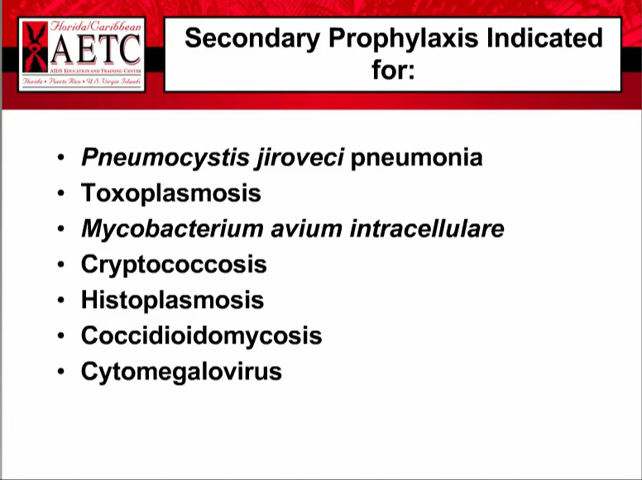 Florida/Caribbean
AETC
AIDS EDUCATION AND TRAINING CENTER
Florida • Puerto Rico • U.S. Virgin Islands
Secondary Prophylaxis Indicated
for:
• Pneumocystis jiroveci pneumonia
• Toxoplasmosis
• Mycobacterium avium intracellulare
• Cryptococcosis
• Histoplasmosis
• Coccidioidomycosis
• Cytomegalovirus